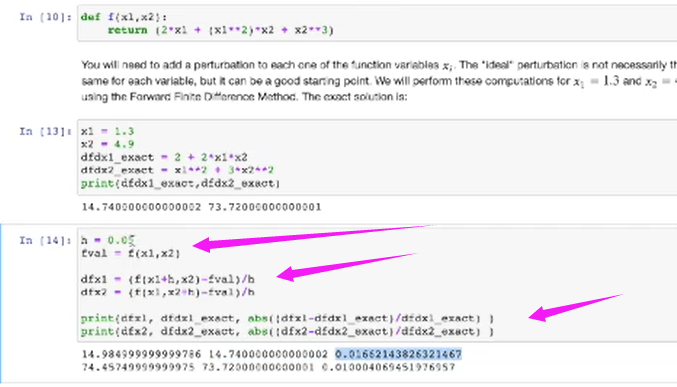 In [10]:
def f(x1,x2):
return (2*x1 + (x1**2)*x2 + x2**3)
You will need to add a perturbation to each one of the function variables xᵢ. The "ideal" perturbation is not necessarily th
same for each variable, but it can be a good starting point. We will perform these computations for x₁ = 1.3 and x₂ = 4
using the Forward Finite Difference Method. The exact solution is:
In [13]:
x1 = 1.3
x2 = 4.9
dfdx1_exact = 2 + 2*x1*x2
dfdx2_exact = x1**2 + 3*x2**2
print(dfdx1_exact,dfdx2_exact)
14.740000000000002 73.72000000000001
In [14]:
h = 0.05
fval = f(x1,x2)
dfx1 = (f(x1+h,x2)-fval)/h
dfx2 = (f(x1,x2+h)-fval)/h
print(dfx1, dfdx1_exact, abs((dfx1-dfdx1_exact)/dfdx1_exact) )
print(dfx2, dfdx2_exact, abs((dfx2-dfdx2_exact)/dfdx2_exact) )
14.984999999999786 14.740000000000002 0.01662143826321467
74.45749999999975 73.72000000000001 0.010004069451976957